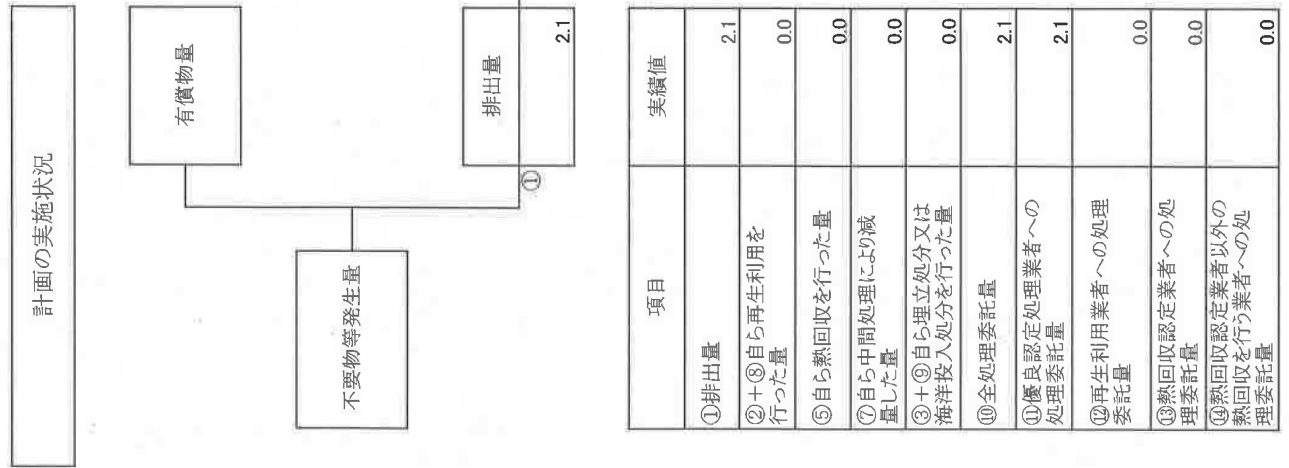 計画の実施状況
有償物量
不要物等発生量
①
排出量
2.1
項目
実績値
①排出量
2.1
②+⑧自ら再生利用を
行った量
0.0
⑤自ら熱回収を行った量
0.0
⑦自ら中間処理により減
量した量
0.0
③+⑨自ら埋立処分又は
海洋投入処分を行った量
0.0
⑩全処理委託量
2.1
⑪優良認定処理業者への
処理委託量
2.1
⑫再生利用業者への処理
委託量
0.0
⑬熱回収認定業者への処
理委託量
0.0
⑭熱回収認定業者以外の
熱回収を行う業者への処
理委託量
0.0